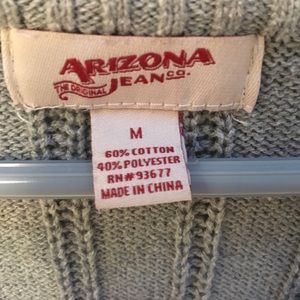 ARIZONA
THE ORIGINAL JEAN CO.
M
60% COTTON
40% POLYESTER
RN# 93677
MADE IN CHINA